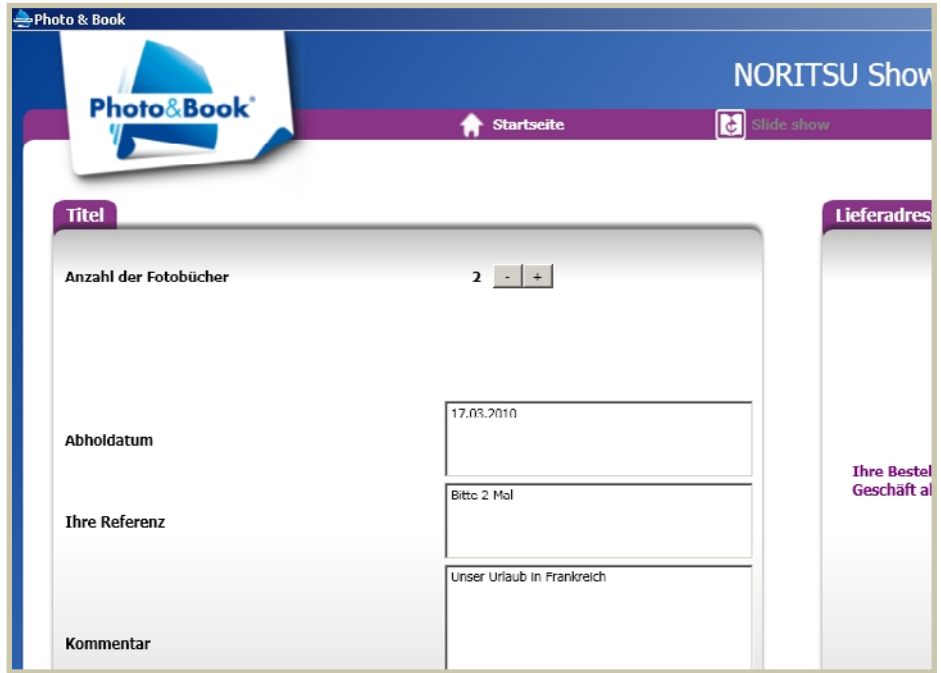 Photo & Book
NORITSU Show
Photo&Book®
Startseite
Slide show
Titel
Lieferadres
Anzahl der Fotobücher
2 - +
17.03.2010
Abholdatum
Ihre Bestel
Geschäft al
Bitte 2 Mal
Ihre Referenz
Unser Urlaub in Frankreich
Kommentar